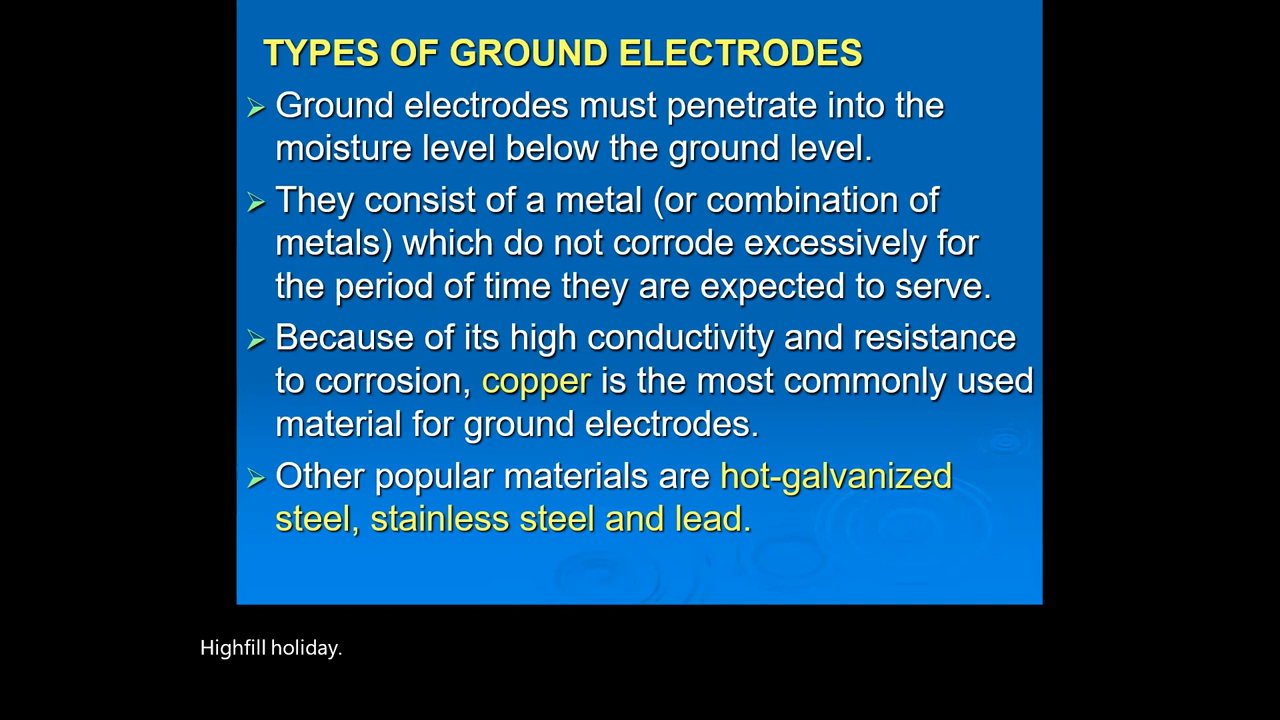 TYPES OF GROUND ELECTRODES
Ground electrodes must penetrate into the
moisture level below the ground level.
They consist of a metal (or combination of
metals) which do not corrode excessively for
the period of time they are expected to serve.
Because of its high conductivity and resistance
to corrosion, copper is the most commonly used
material for ground electrodes.
Other popular materials are hot-galvanized
steel, stainless steel and lead.
Highfill holiday.